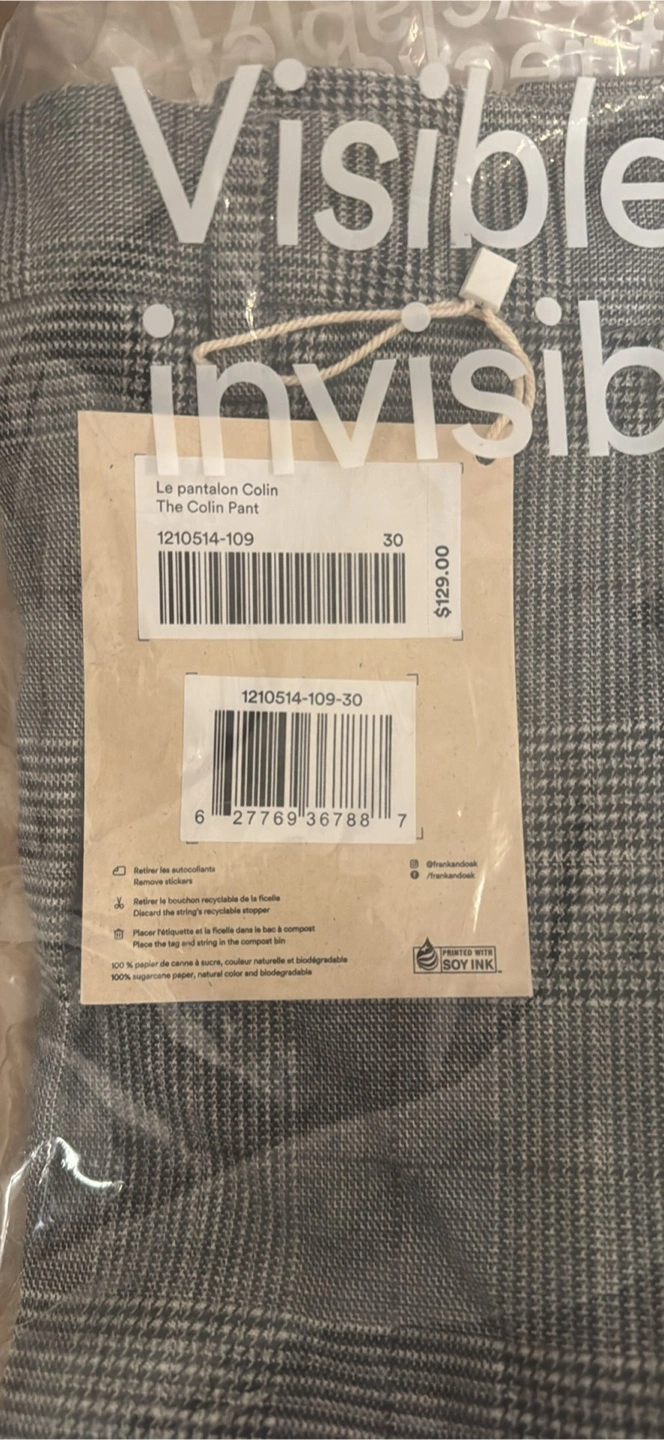 Visible
invisib
Le pantalon Colin
The Colin Pant
1210514-109 30
$129.00
1210514-109-30
6 27769 36788 7
Retirer les autocollants
Remove stickers
@frankandoak
/frankandoak
Retirer le bouchon recyclable de la ficelle
Discard the string's recyclable stopper
Placer l'étiquette et la ficelle dans le bac à compost
Place the tag and string in the compost bin
100 % papier de canne à sucre, couleur naturelle et biodégradable
100% sugarcane paper, natural color and biodegradable
PRINTED WITH
SOY INK